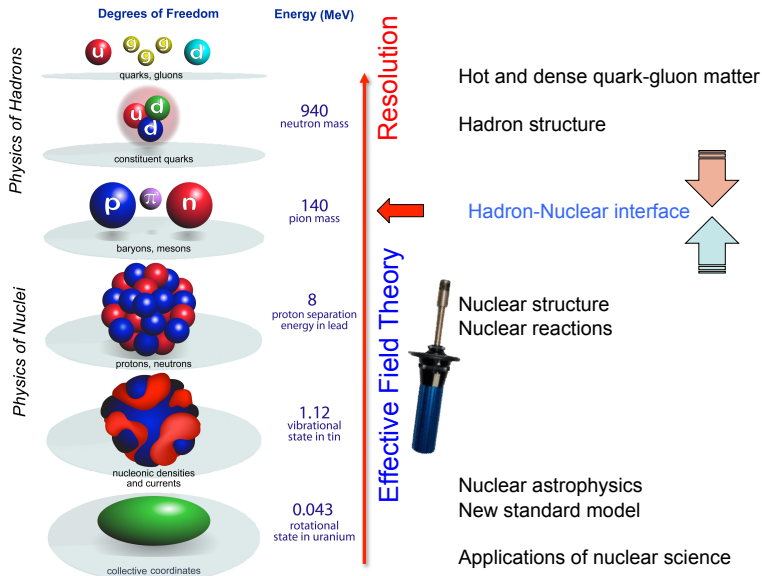 Degrees of Freedom
Energy (MeV)
Physics of Hadrons
Physics of Nuclei
u
g
g
g
d
quarks, gluons
u
d
d
constituent quarks
940
neutron mass
p
π
n
baryons, mesons
140
pion mass
protons, neutrons
8
proton separation
energy in lead
nucleonic densities
and currents
1.12
vibrational
state in tin
collective coordinates
0.043
rotational
state in uranium
Resolution
Effective Field Theory
Hot and dense quark-gluon matter
Hadron structure
Hadron-Nuclear interface
Nuclear structure
Nuclear reactions
Nuclear astrophysics
New standard model
Applications of nuclear science